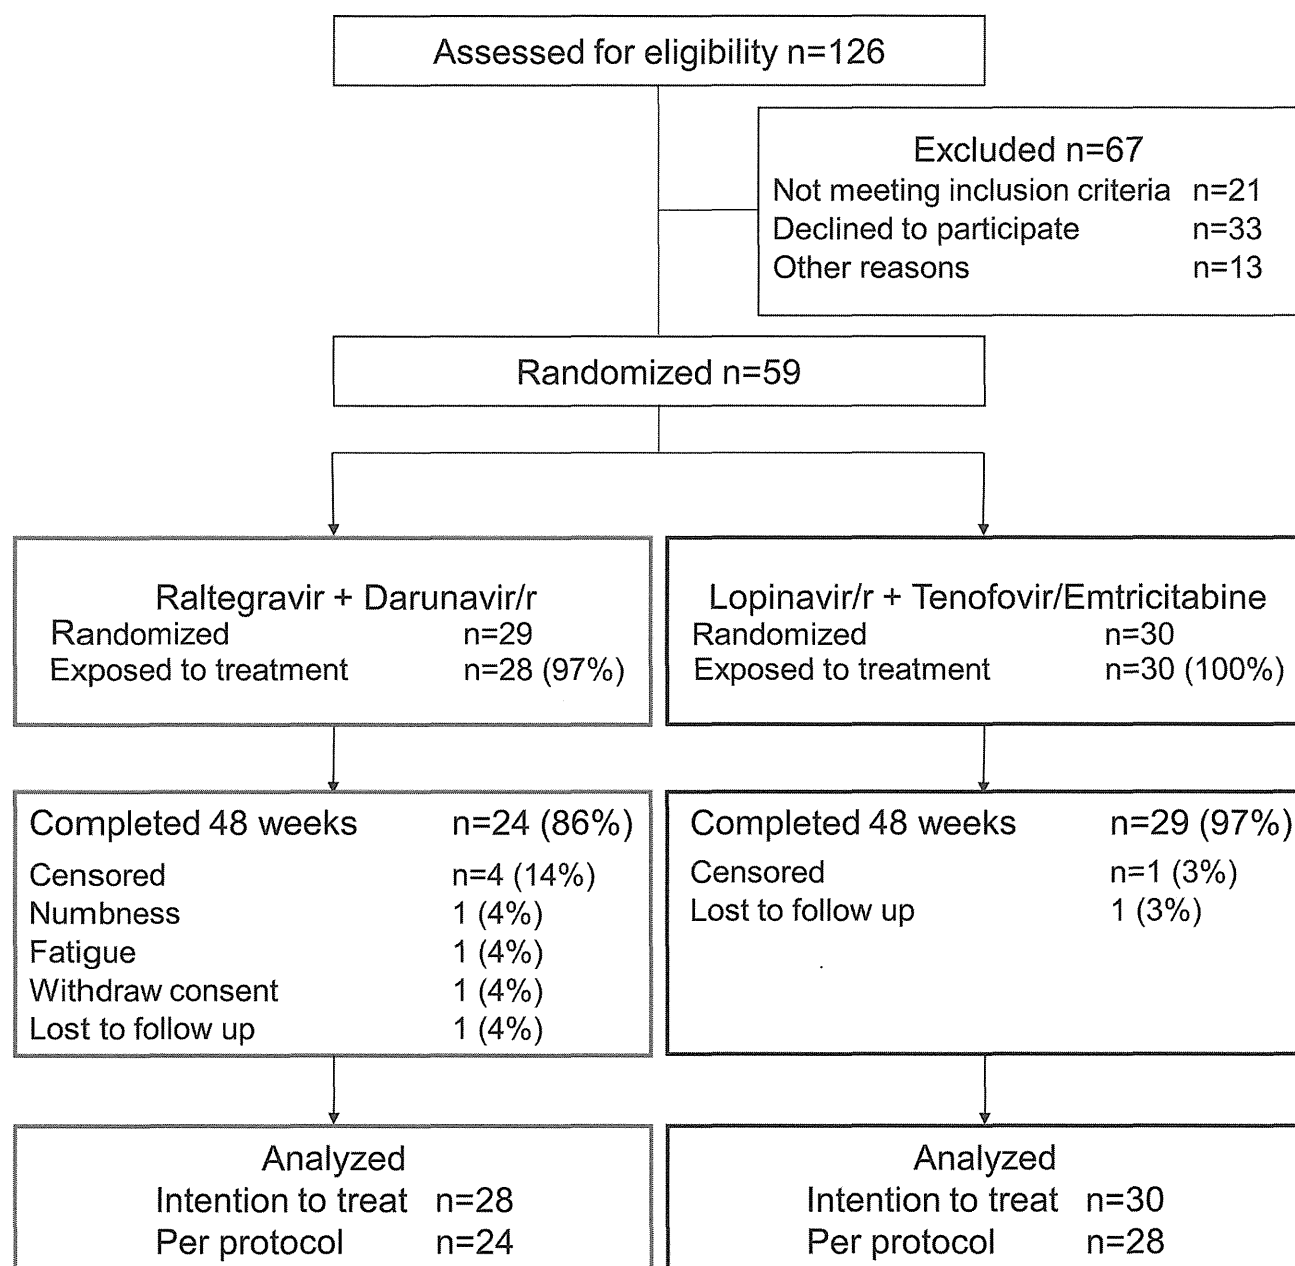 Assessed for eligibility n=126
Excluded n=67
Not meeting inclusion criteria n=21
Declined to participate n=33
Other reasons n=13
Randomized n=59
Raltegravir + Darunavir/r
Randomized n=29
Exposed to treatment n=28 (97%)
Lopinavir/r + Tenofovir/Emtricitabine
Randomized n=30
Exposed to treatment n=30 (100%)
Completed 48 weeks n=24 (86%)
Censored n=4 (14%)
Numbness 1 (4%)
Fatigue 1 (4%)
Withdraw consent 1 (4%)
Lost to follow up 1 (4%)
Completed 48 weeks n=29 (97%)
Censored n=1 (3%)
Lost to follow up 1 (3%)
Analyzed
Intention to treat n=28
Per protocol n=24
Analyzed
Intention to treat n=30
Per protocol n=28